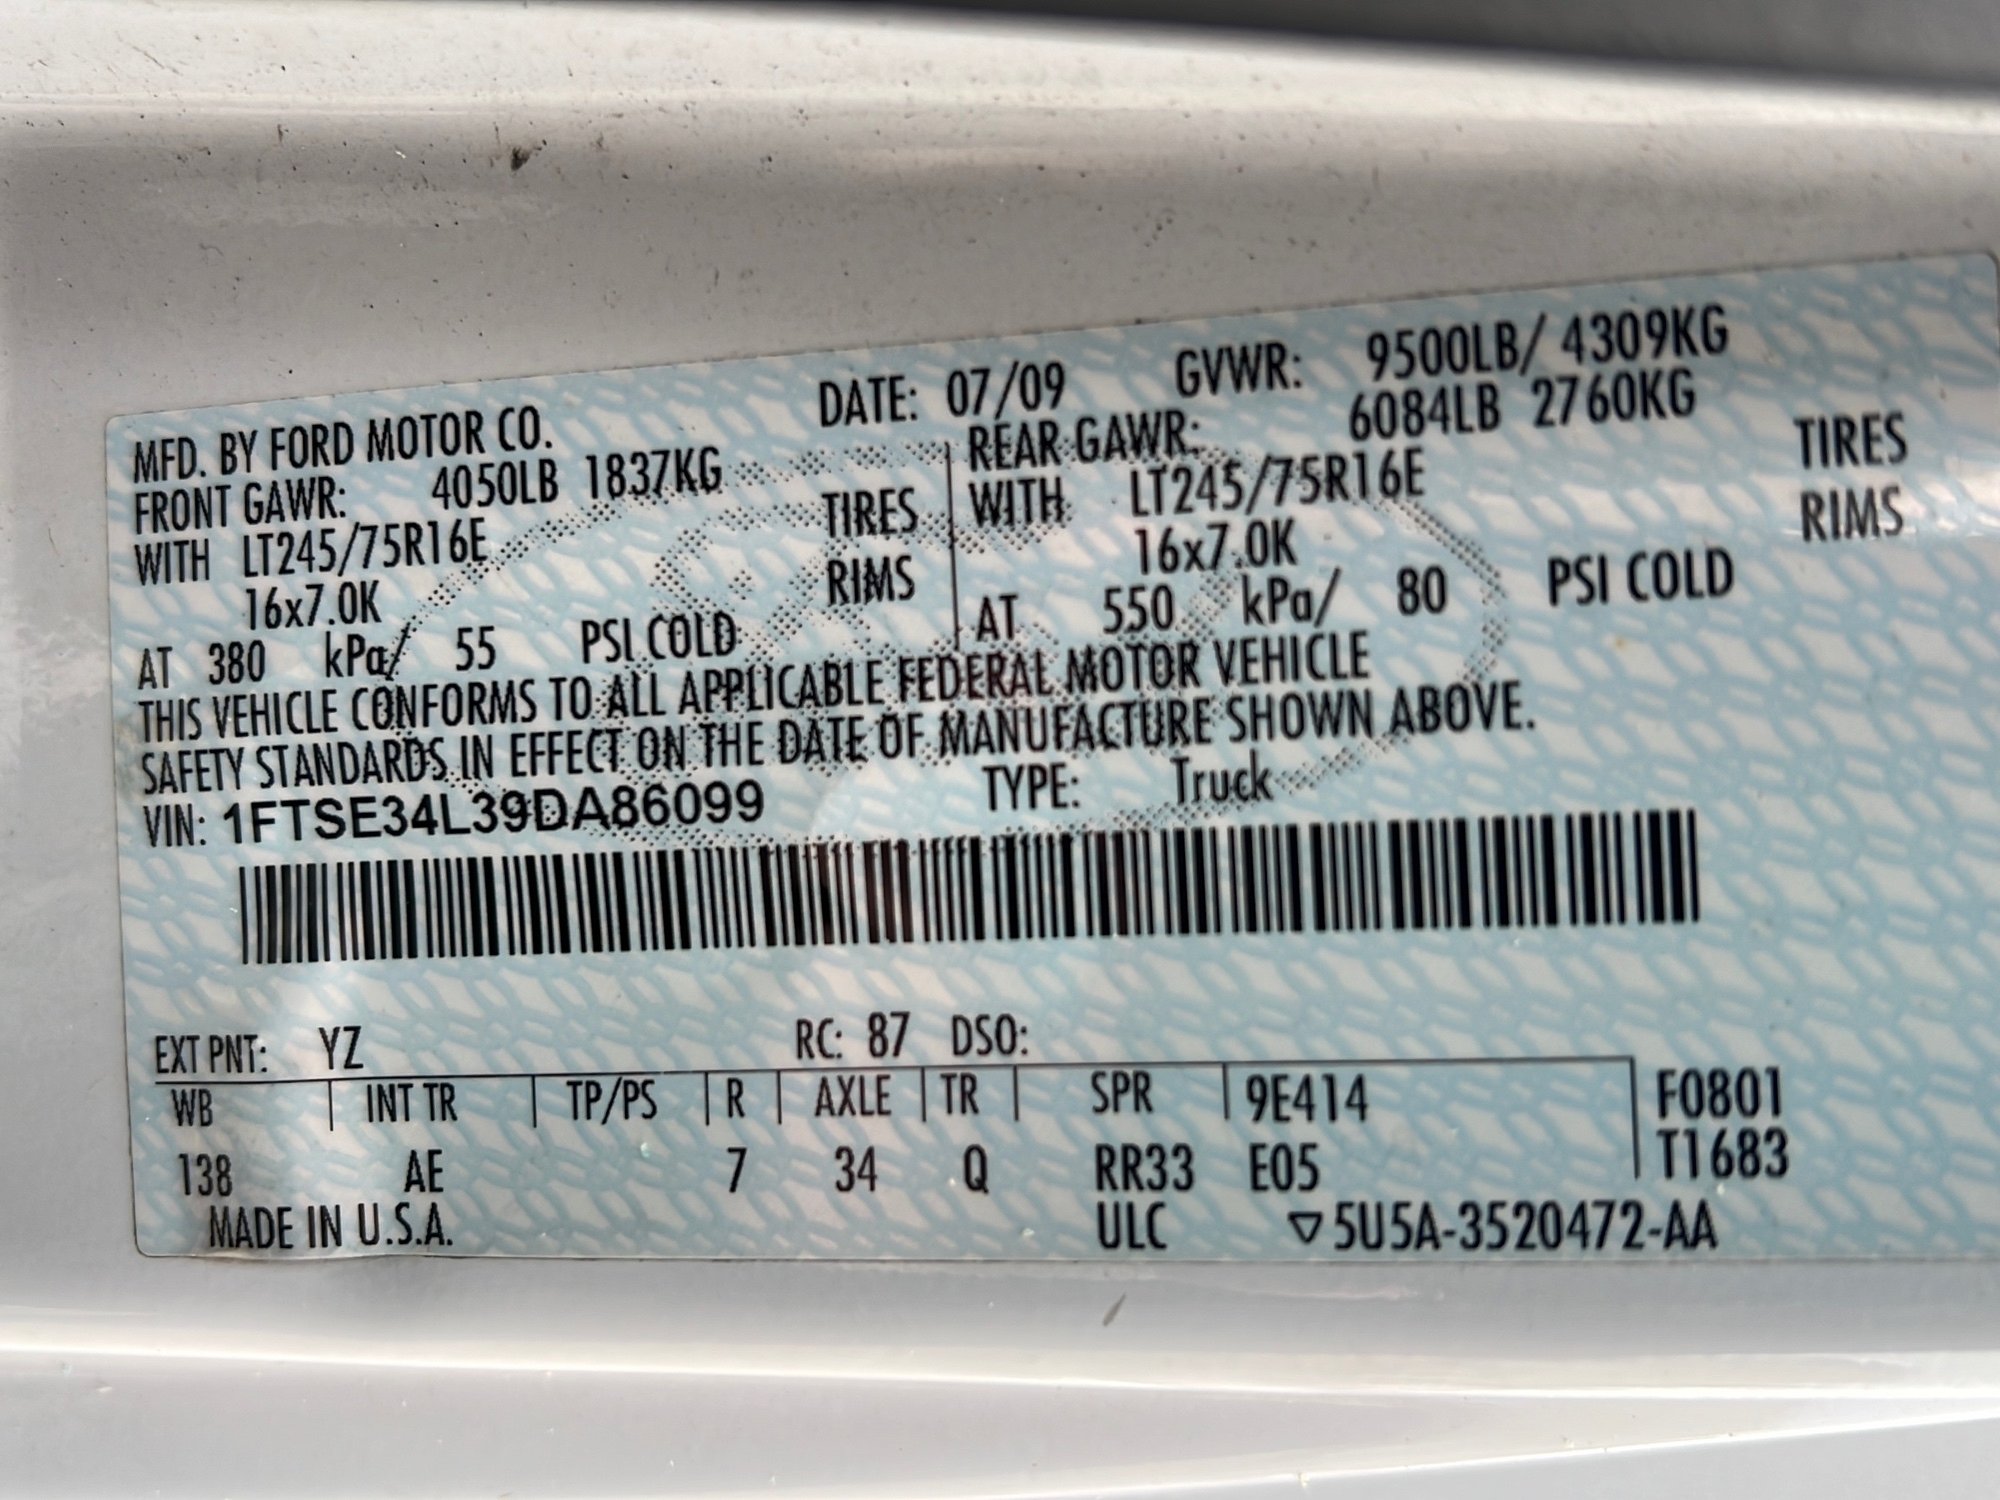 MFD. BY FORD MOTOR CO. DATE: 07/09 GVWR: 9500LB/ 4309KG
FRONT GAWR: 4050LB 1837KG REAR GAWR: 6084LB 2760KG
WITH LT245/75R16E TIRES WITH LT245/75R16E TIRES
16x7.0K RIMS 16x7.0K RIMS
AT 380 kPa/ 55 PSI COLD AT 550 kPa/ 80 PSI COLD
THIS VEHICLE CONFORMS TO ALL APPLICABLE FEDERAL MOTOR VEHICLE
SAFETY STANDARDS IN EFFECT ON THE DATE OF MANUFACTURE SHOWN ABOVE.
VIN: 1FTSE34L39DA86099 TYPE: Truck
EXT PNT: YZ RC: 87 DSO:
WB INT TR TP/PS R AXLE TR SPR 9E414 F0801
138 AE 7 34 Q RR33 E05 T1683
MADE IN U.S.A. ULC ▽5U5A-3520472-AA